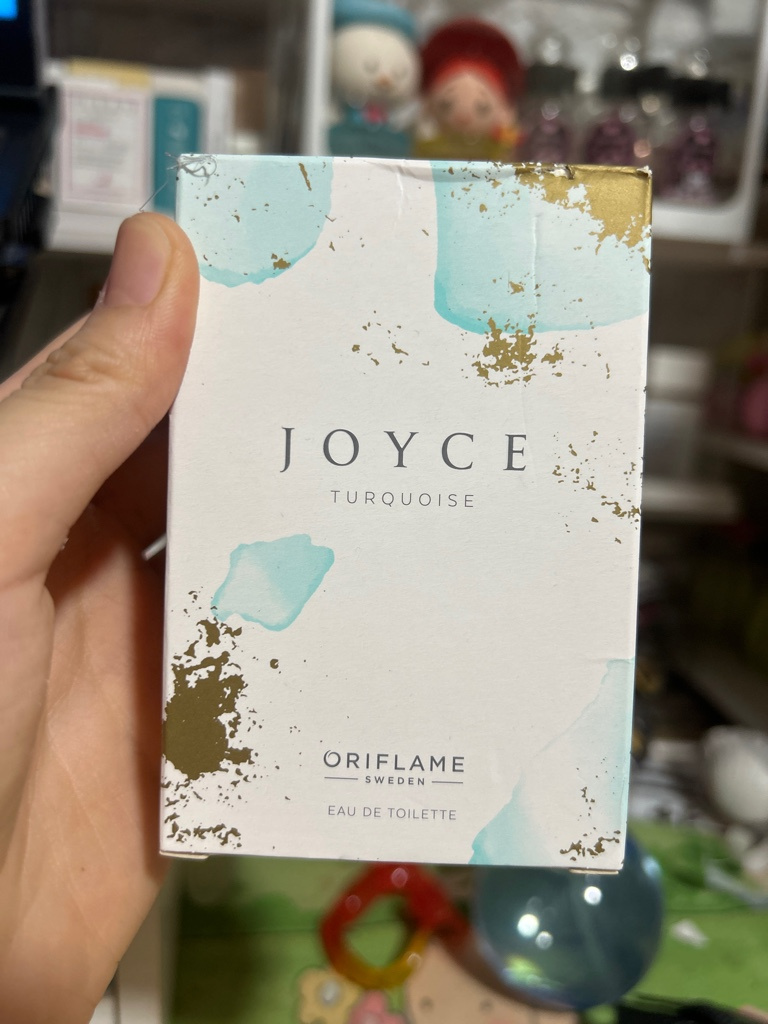 JOYCE
TURQUOISE
ORIFLAME
SWEDEN
EAU DE TOILETTE